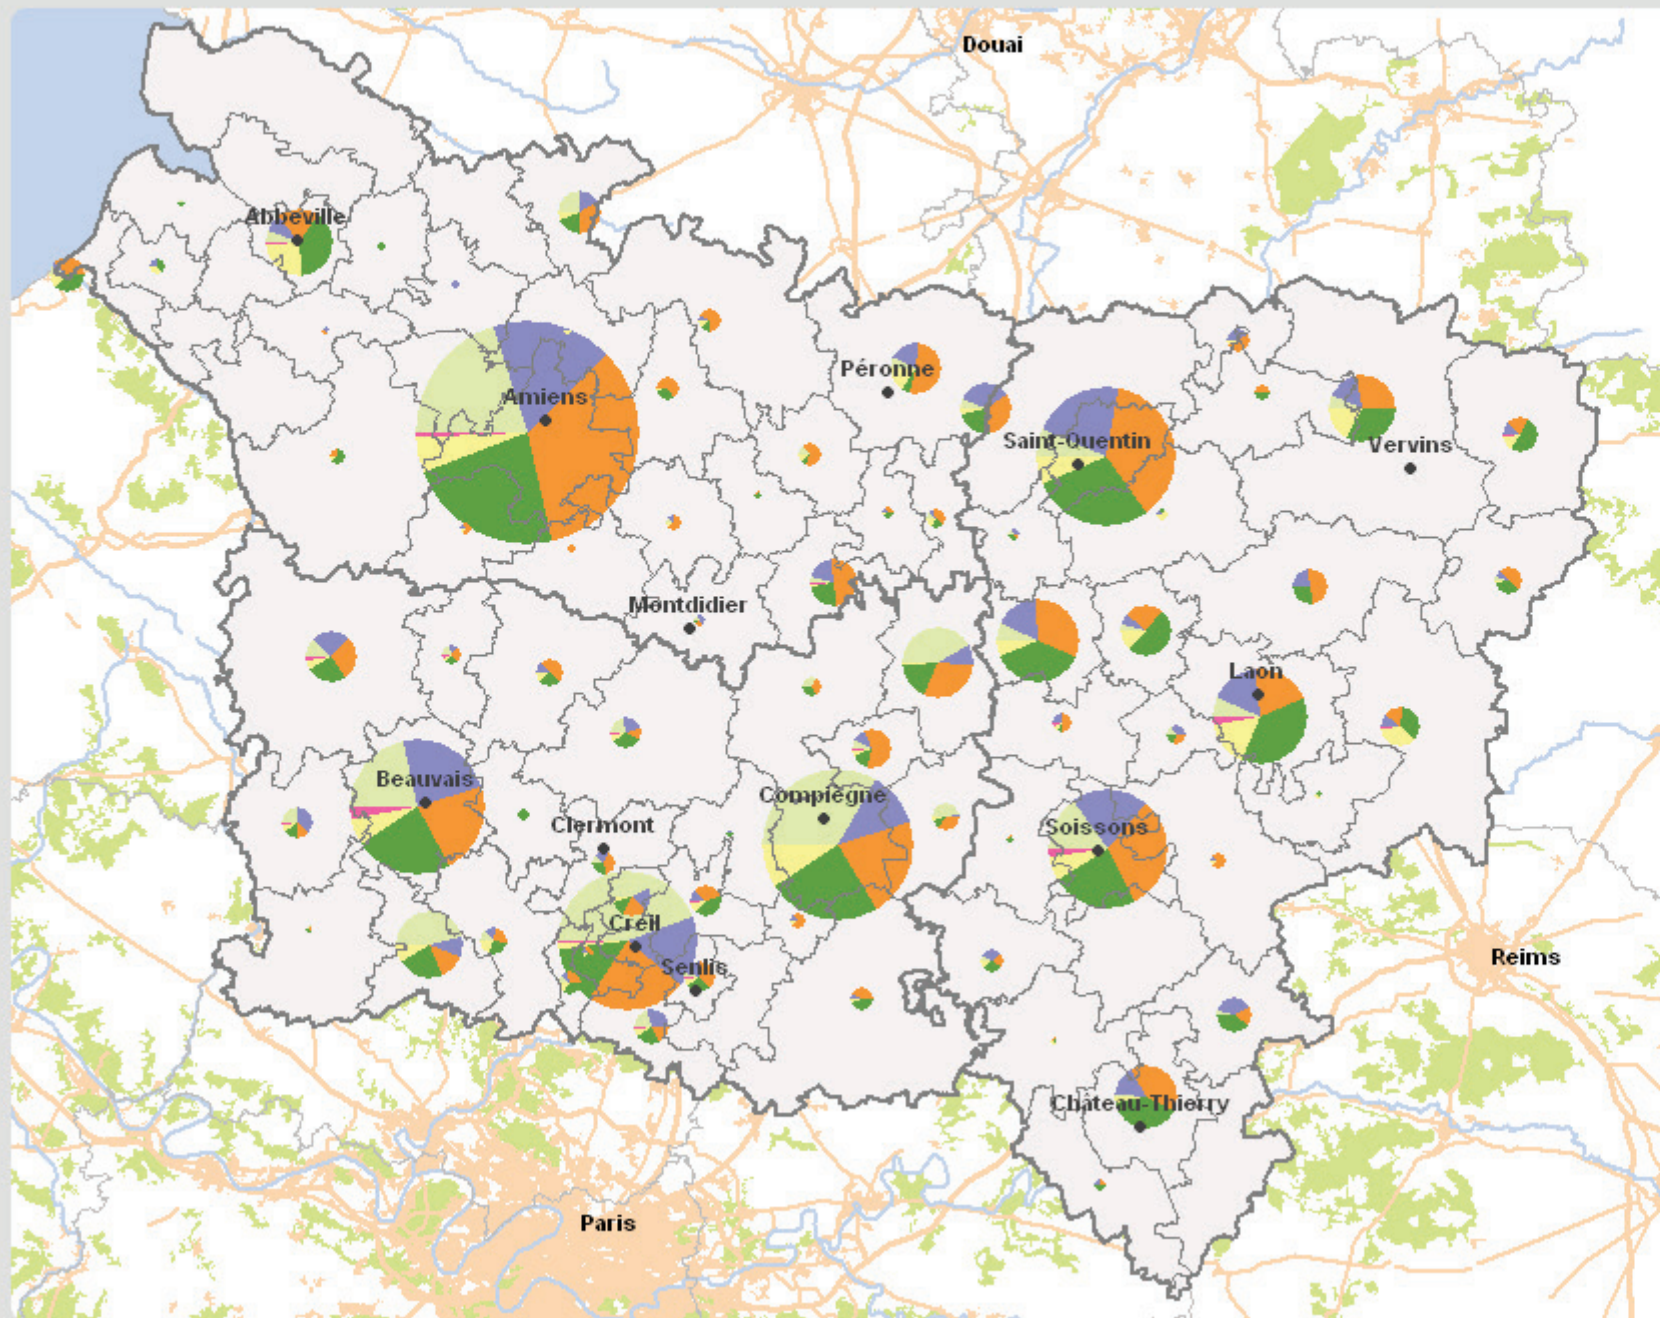 Douai
Abbeville
Péronne
Amiens
Saint-Quentin
Vervins
Montdidier
Laon
Beauvais
Compiègne
Clermont
Soissons
Creil
Senlis
Reims
Château-Thierry
Paris